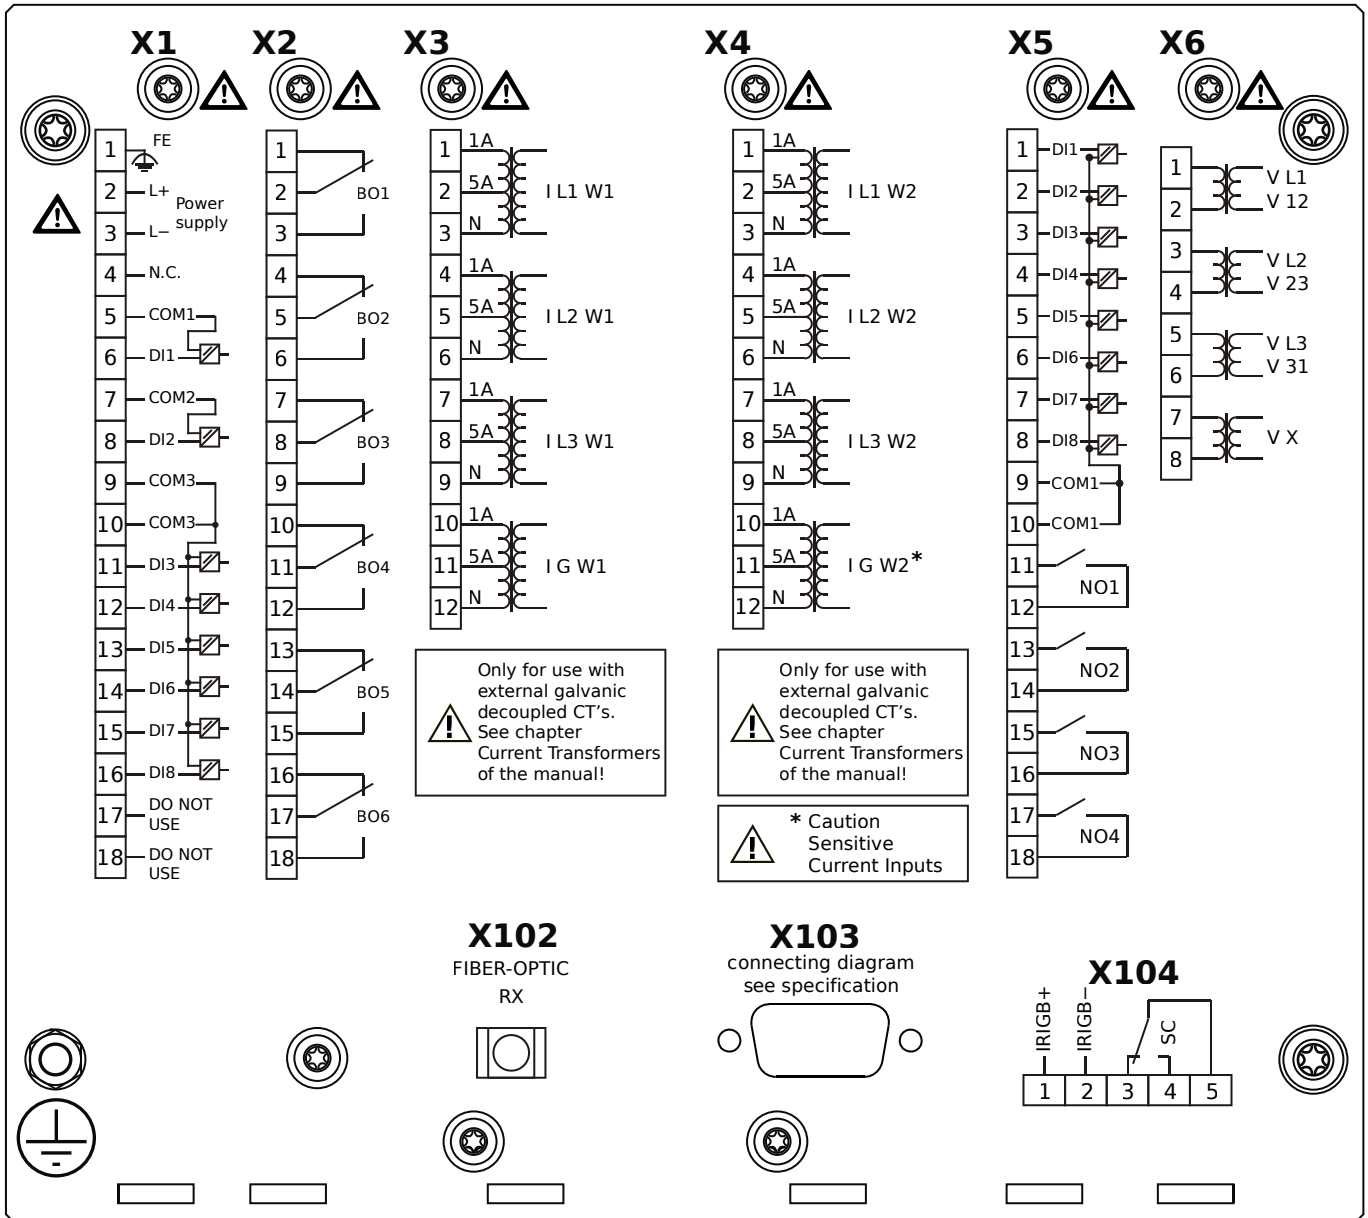 X1
X2
X3
X4
X5
X6
1 FE
2 L+
Power
supply
3 L−
4 N.C.
5 COM1
6 DI1
7 COM2
8 DI2
9 COM3
10 COM3
11 DI3
12 DI4
13 DI5
14 DI6
15 DI7
16 DI8
17 DO NOT
USE
18 DO NOT
USE
1
2 BO1
3
4
5 BO2
6
7
8 BO3
9
10
11 BO4
12
13
14 BO5
15
16
17 BO6
18
1 1A
2 5A I L1 W1
3 N
4 1A
5 5A I L2 W1
6 N
7 1A
8 5A I L3 W1
9 N
10 1A
11 5A I G W1
12 N
Only for use with
external galvanic
decoupled CT’s.
See chapter
Current Transformers
of the manual!
1 1A
2 5A I L1 W2
3 N
4 1A
5 5A I L2 W2
6 N
7 1A
8 5A I L3 W2
9 N
10 1A
11 5A I G W2*
12 N
Only for use with
external galvanic
decoupled CT’s.
See chapter
Current Transformers
of the manual!
* Caution
Sensitive
Current Inputs
1 DI1
2 DI2
3 DI3
4 DI4
5 DI5
6 DI6
7 DI7
8 DI8
9 COM1
10 COM1
11
NO1
12
13
NO2
14
15
NO3
16
17
NO4
18
1 V L1
2 V 12
3 V L2
4 V 23
5 V L3
6 V 31
7
V X
8
X102
FIBER-OPTIC
RX
X103
connecting diagram
see specification
X104
IRIGB+
IRIGB−
SC
1 2 3 4 5